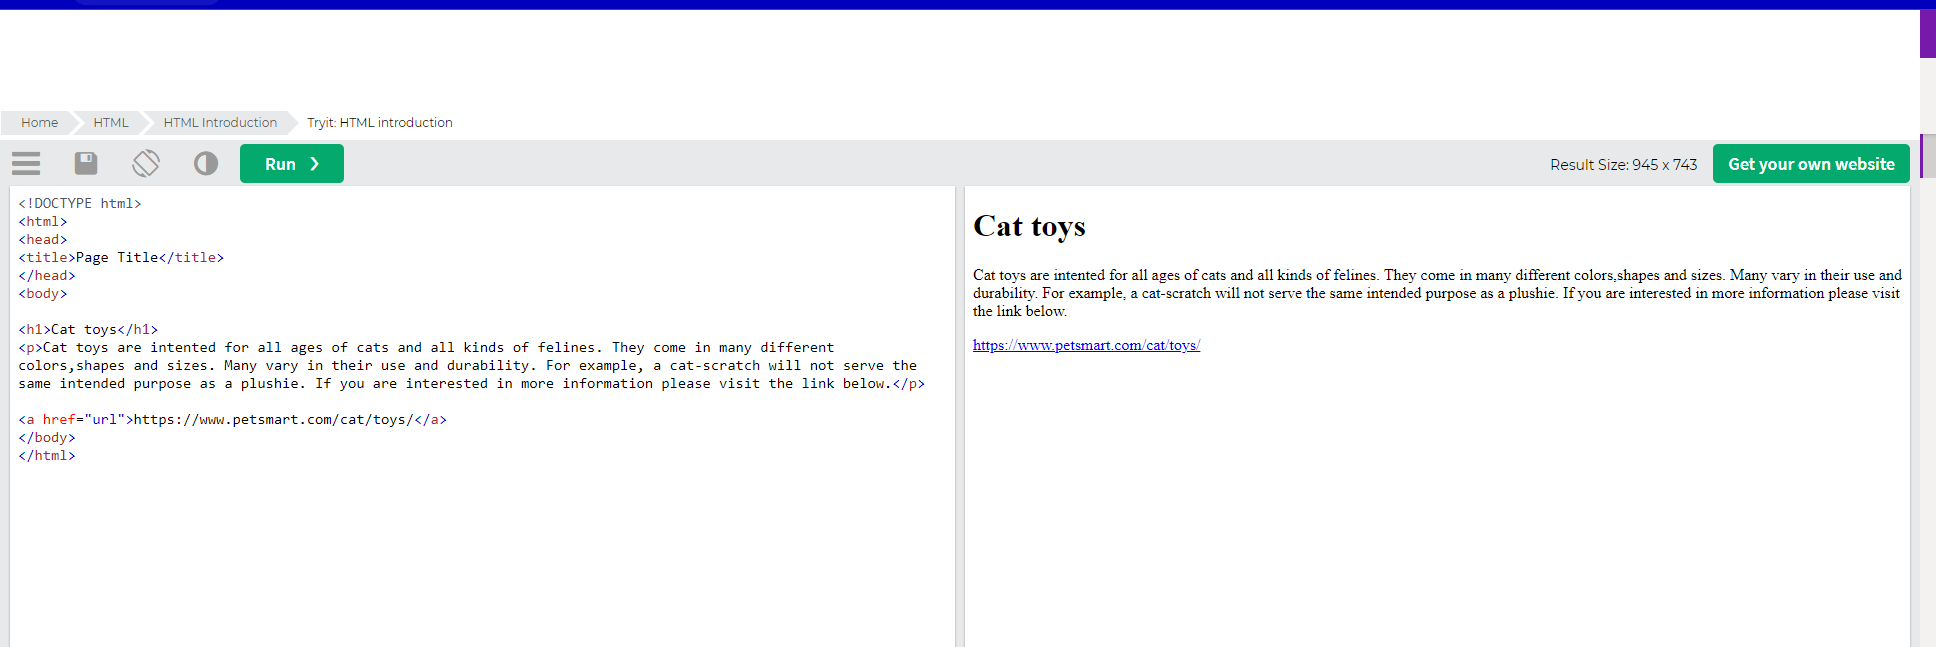 Home HTML HTML Introduction Tryit: HTML introduction
Run ❯ Result Size: 945 x 743 Get your own website
<!DOCTYPE html>
<html>
<head>
<title>Page Title</title>
</head>
<body>
<h1>Cat toys</h1>
<p>Cat toys are intented for all ages of cats and all kinds of felines. They come in many different
colors,shapes and sizes. Many vary in their use and durability. For example, a cat-scratch will not serve the
same intended purpose as a plushie. If you are interested in more information please visit the link below.</p>
<a href="url">https://www.petsmart.com/cat/toys/</a>
</body>
</html>
Cat toys
Cat toys are intented for all ages of cats and all kinds of felines. They come in many different colors,shapes and sizes. Many vary in their use and
durability. For example, a cat-scratch will not serve the same intended purpose as a plushie. If you are interested in more information please visit
the link below.
https://www.petsmart.com/cat/toys/